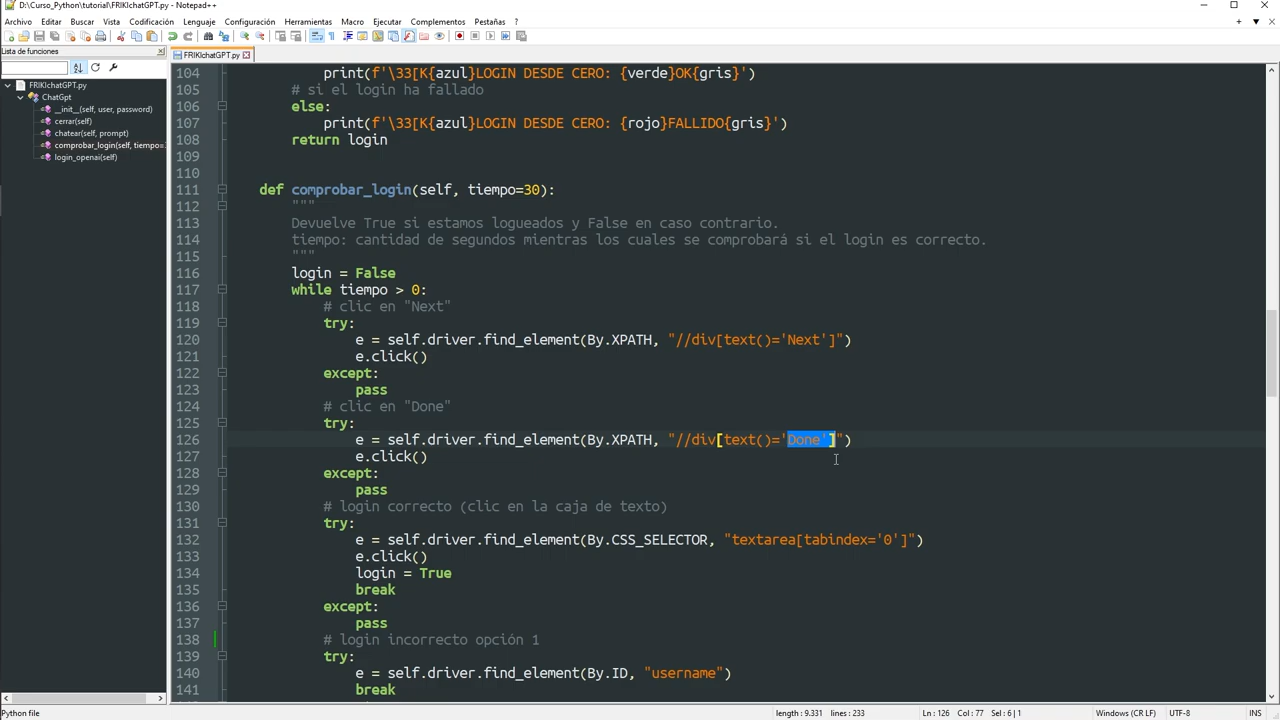 D:\Curso_Python\tutorial\FRIKIchatGPT.py - Notepad++
Archivo Editar Buscar Vista Codificación Lenguaje Configuración Herramientas Macro Ejecutar Complementos Pestañas ?
Lista de funciones
FRIKIchatGPT.py
FRIKIchatGPT.py
ChatGpt
__init__(self, user, password)
cerrar(self)
chatear(self, prompt)
comprobar_login(self, tiempo=
login_openai(self)
104 print(f'\33[K{azul}LOGIN DESDE CERO: {verde}OK{gris}')
105 # si el login ha fallado
106 else:
107 print(f'\33[K{azul}LOGIN DESDE CERO: {rojo}FALLIDO{gris}')
108 return login
109
110
111 def comprobar_login(self, tiempo=30):
112 """
113 Devuelve True si estamos logueados y False en caso contrario.
114 tiempo: cantidad de segundos mientras los cuales se comprobará si el login es correcto.
115 """
116 login = False
117 while tiempo > 0:
118 # clic en "Next"
119 try:
120 e = self.driver.find_element(By.XPATH, "//div[text()='Next']")
121 e.click()
122 except:
123 pass
124 # clic en "Done"
125 try:
126 e = self.driver.find_element(By.XPATH, "//div[text()='Done']")
127 e.click()
128 except:
129 pass
130 # login correcto (clic en la caja de texto)
131 try:
132 e = self.driver.find_element(By.CSS_SELECTOR, "textarea[tabindex='0']")
133 e.click()
134 login = True
135 break
136 except:
137 pass
138 # login incorrecto opción 1
139 try:
140 e = self.driver.find_element(By.ID, "username")
141 break
Python file length : 9.331 lines : 233 Ln : 126 Col : 77 Sel : 6 | 1 Windows (CR LF) UTF-8 INS